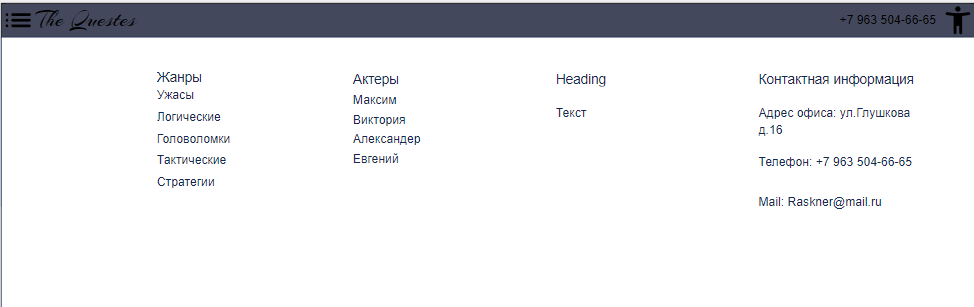 The Questes
+7 963 504-66-65
Жанры
Ужасы
Логические
Головоломки
Тактические
Стратегии
Актеры
Максим
Виктория
Александер
Евгений
Heading
Текст
Контактная информация
Адрес офиса: ул.Глушкова
д.16
Телефон: +7 963 504-66-65
Mail: Raskner@mail.ru